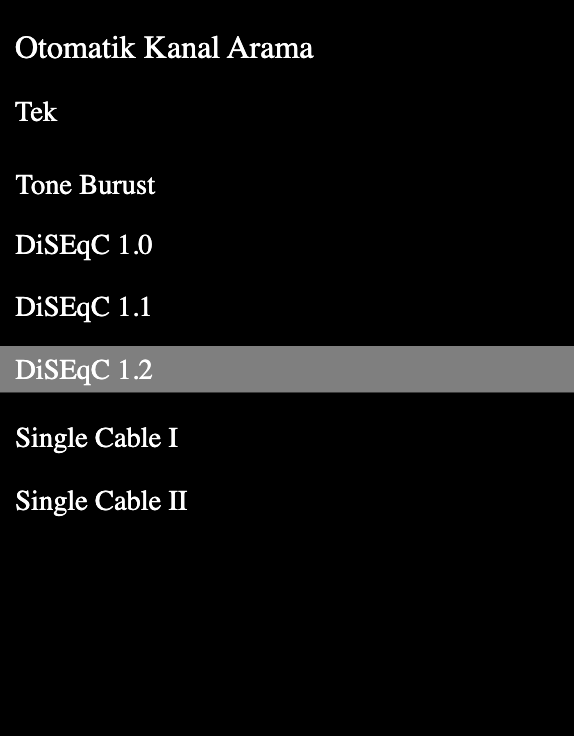 Otomatik Kanal Arama
Tek
Tone Burust
DiSEqC 1.0
DiSEqC 1.1
DiSEqC 1.2
Single Cable I
Single Cable II